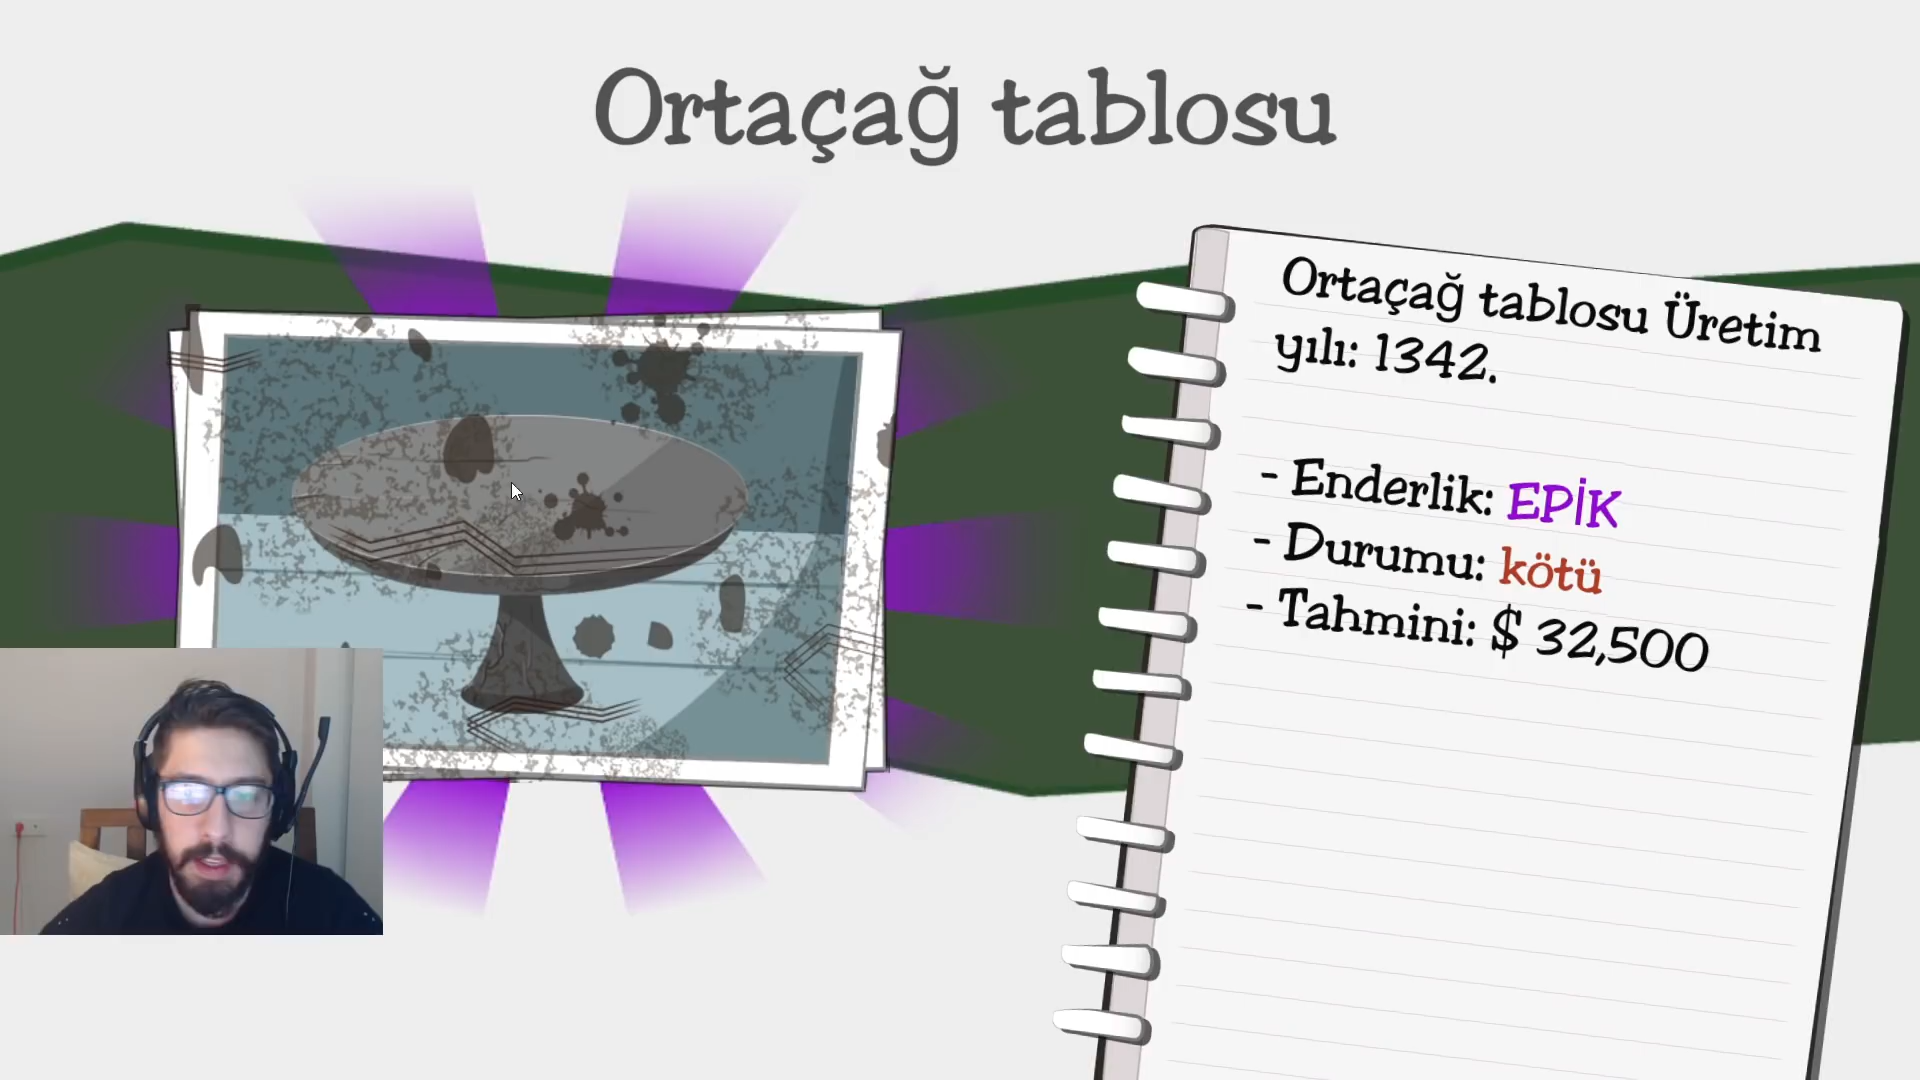 Ortaçağ tablosu
Ortaçağ tablosu Üretim
yılı: 1342.
- Enderlik: EPİK
- Durumu: kötü
- Tahmini: $ 32,500